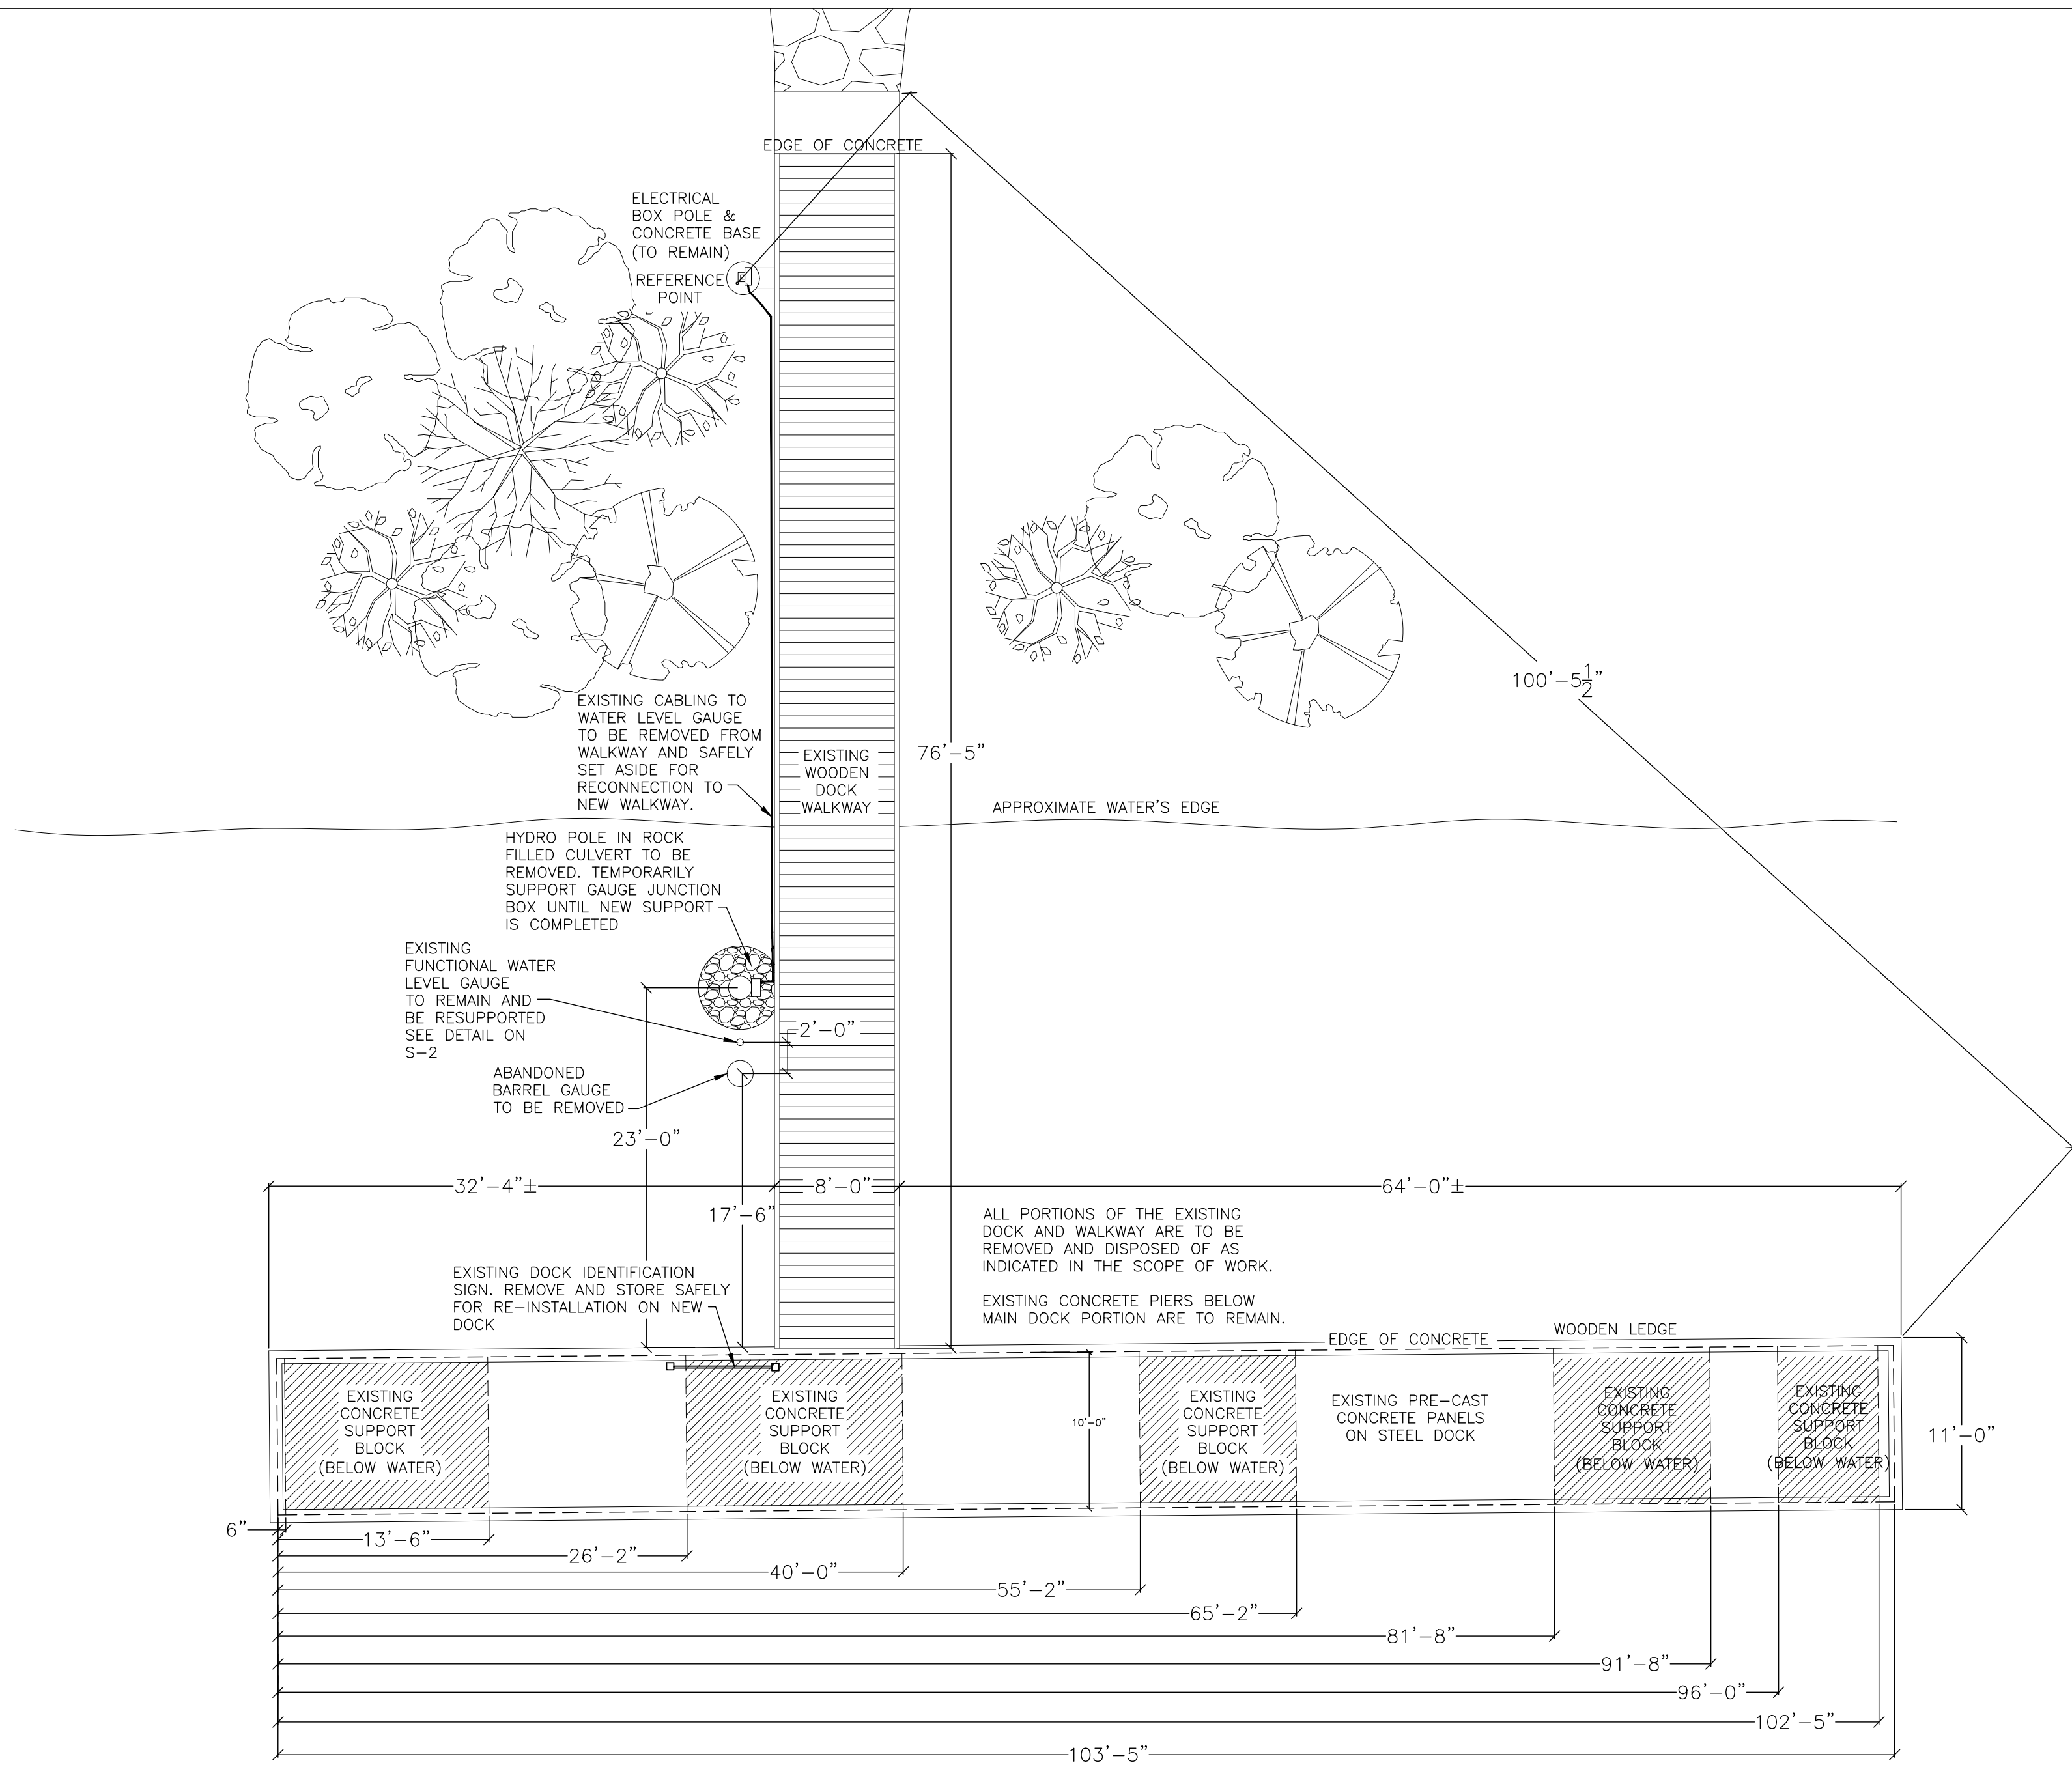 EDGE OF CONCRETE
ELECTRICAL
BOX POLE &
CONCRETE BASE
(TO REMAIN)
REFERENCE
POINT
100'-5 1/2"
EXISTING CABLING TO
WATER LEVEL GAUGE
TO BE REMOVED FROM
WALKWAY AND SAFELY
SET ASIDE FOR
RECONNECTION TO
NEW WALKWAY.
EXISTING
WOODEN
DOCK
WALKWAY
76'-5"
APPROXIMATE WATER'S EDGE
HYDRO POLE IN ROCK
FILLED CULVERT TO BE
REMOVED. TEMPORARILY
SUPPORT GAUGE JUNCTION
BOX UNTIL NEW SUPPORT
IS COMPLETED
EXISTING
FUNCTIONAL WATER
LEVEL GAUGE
TO REMAIN AND
BE RESUPPORTED
SEE DETAIL ON
S-2
2'-0"
ABANDONED
BARREL GAUGE
TO BE REMOVED
23'-0"
32'-4"±
8'-0"
64'-0"±
17'-6"
ALL PORTIONS OF THE EXISTING
DOCK AND WALKWAY ARE TO BE
REMOVED AND DISPOSED OF AS
INDICATED IN THE SCOPE OF WORK.
EXISTING CONCRETE PIERS BELOW
MAIN DOCK PORTION ARE TO REMAIN.
EXISTING DOCK IDENTIFICATION
SIGN. REMOVE AND STORE SAFELY
FOR RE-INSTALLATION ON NEW
DOCK
EDGE OF CONCRETE
WOODEN LEDGE
EXISTING
CONCRETE
SUPPORT
BLOCK
(BELOW WATER)
EXISTING
CONCRETE
SUPPORT
BLOCK
(BELOW WATER)
10'-0"
EXISTING
CONCRETE
SUPPORT
BLOCK
(BELOW WATER)
EXISTING PRE-CAST
CONCRETE PANELS
ON STEEL DOCK
EXISTING
CONCRETE
SUPPORT
BLOCK
(BELOW WATER)
EXISTING
CONCRETE
SUPPORT
BLOCK
(BELOW WATER)
11'-0"
6"
13'-6"
26'-2"
40'-0"
55'-2"
65'-2"
81'-8"
91'-8"
96'-0"
102'-5"
103'-5"